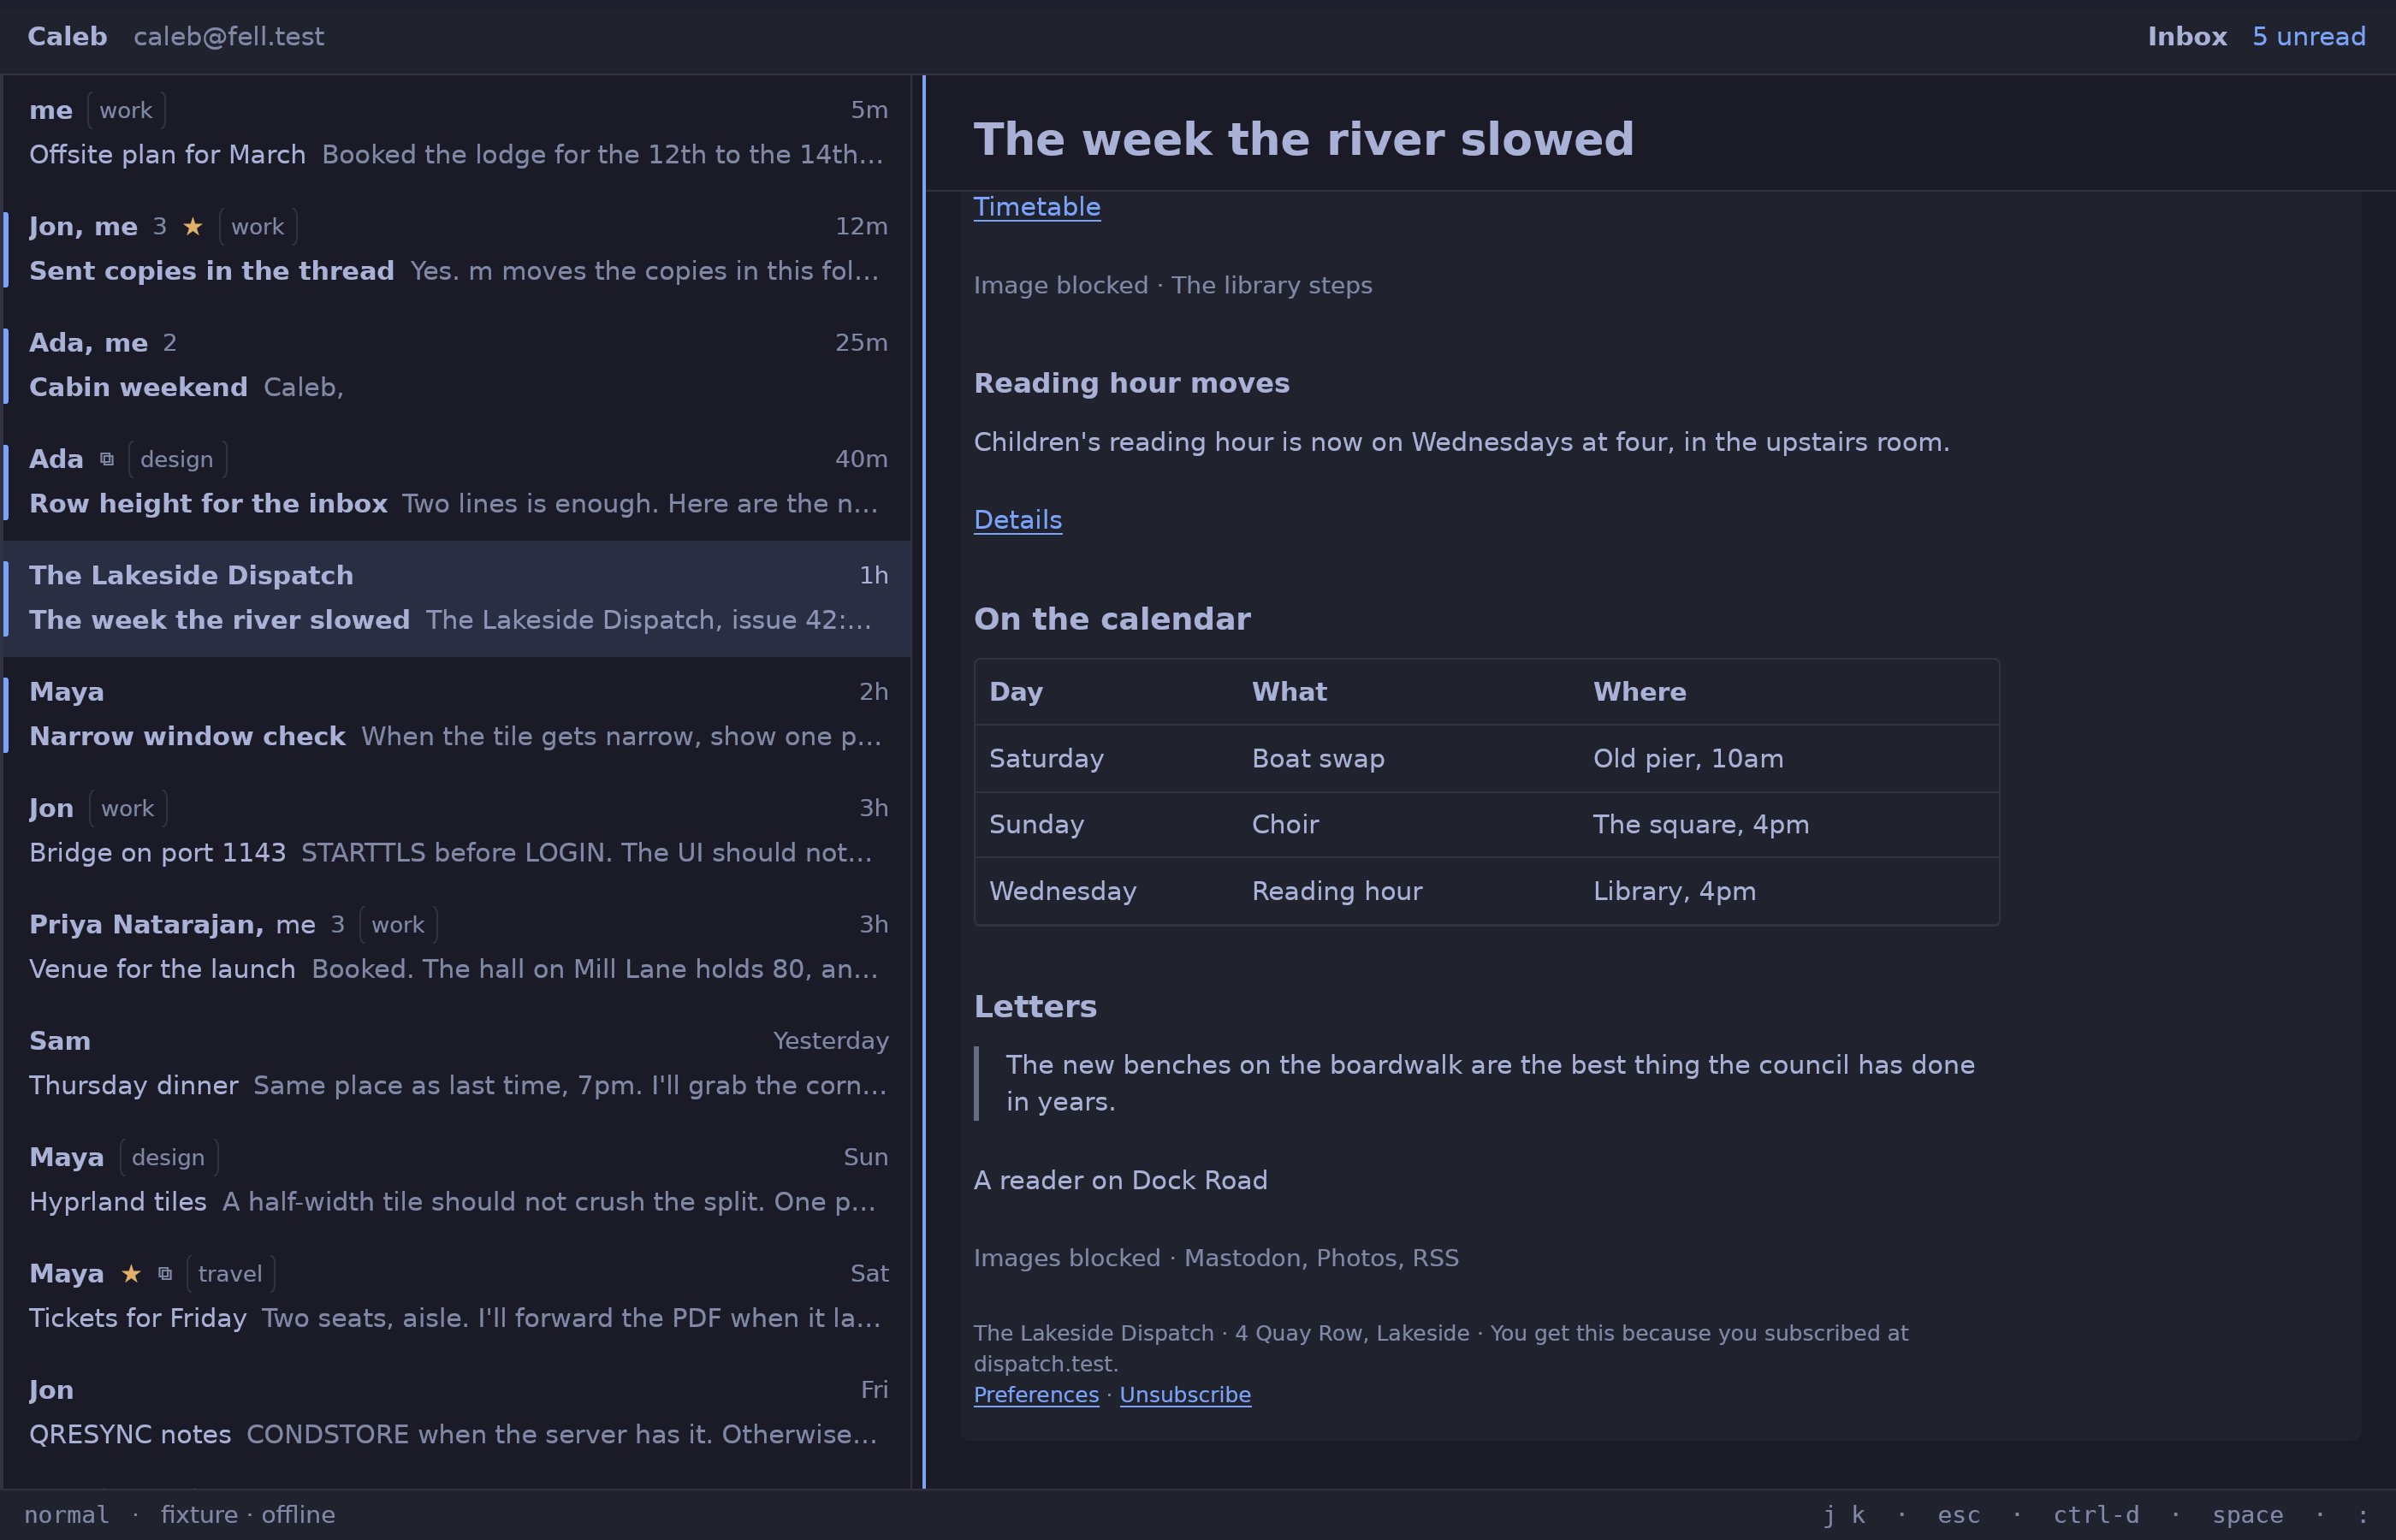 Caleb caleb@fell.test
Inbox 5 unread
me work 5m
Offsite plan for March Booked the lodge for the 12th to the 14th…
Jon, me 3 ★ work 12m
Sent copies in the thread Yes. m moves the copies in this fol…
Ada, me 2 25m
Cabin weekend Caleb,
Ada design 40m
Row height for the inbox Two lines is enough. Here are the n…
The Lakeside Dispatch 1h
The week the river slowed The Lakeside Dispatch, issue 42:…
Maya 2h
Narrow window check When the tile gets narrow, show one p…
Jon work 3h
Bridge on port 1143 STARTTLS before LOGIN. The UI should not…
Priya Natarajan, me 3 work 3h
Venue for the launch Booked. The hall on Mill Lane holds 80, an…
Sam Yesterday
Thursday dinner Same place as last time, 7pm. I'll grab the corn…
Maya design Sun
Hyprland tiles A half-width tile should not crush the split. One p…
Maya ★ travel Sat
Tickets for Friday Two seats, aisle. I'll forward the PDF when it la…
Jon Fri
QRESYNC notes CONDSTORE when the server has it. Otherwise…
The week the river slowed
Timetable
Image blocked · The library steps
Reading hour moves
Children's reading hour is now on Wednesdays at four, in the upstairs room.
Details
On the calendar
Day What Where
Saturday Boat swap Old pier, 10am
Sunday Choir The square, 4pm
Wednesday Reading hour Library, 4pm
Letters
The new benches on the boardwalk are the best thing the council has done
in years.
A reader on Dock Road
Images blocked · Mastodon, Photos, RSS
The Lakeside Dispatch · 4 Quay Row, Lakeside · You get this because you subscribed at
dispatch.test.
Preferences · Unsubscribe
normal · fixture · offline
j k · esc · ctrl-d · space · :